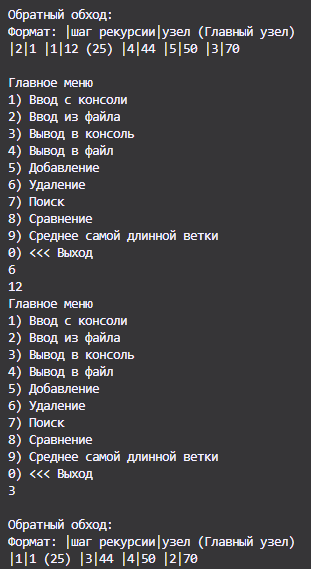 Обратный обход:
Формат: |шаг рекурсии|узел (Главный узел)
|2|1 |1|12 (25) |4|44 |5|50 |3|70
Главное меню
1) Ввод с консоли
2) Ввод из файла
3) Вывод в консоль
4) Вывод в файл
5) Добавление
6) Удаление
7) Поиск
8) Сравнение
9) Среднее самой длинной ветки
0) <<< Выход
6
12
Главное меню
1) Ввод с консоли
2) Ввод из файла
3) Вывод в консоль
4) Вывод в файл
5) Добавление
6) Удаление
7) Поиск
8) Сравнение
9) Среднее самой длинной ветки
0) <<< Выход
3
Обратный обход:
Формат: |шаг рекурсии|узел (Главный узел)
|1|1 (25) |3|44 |4|50 |2|70